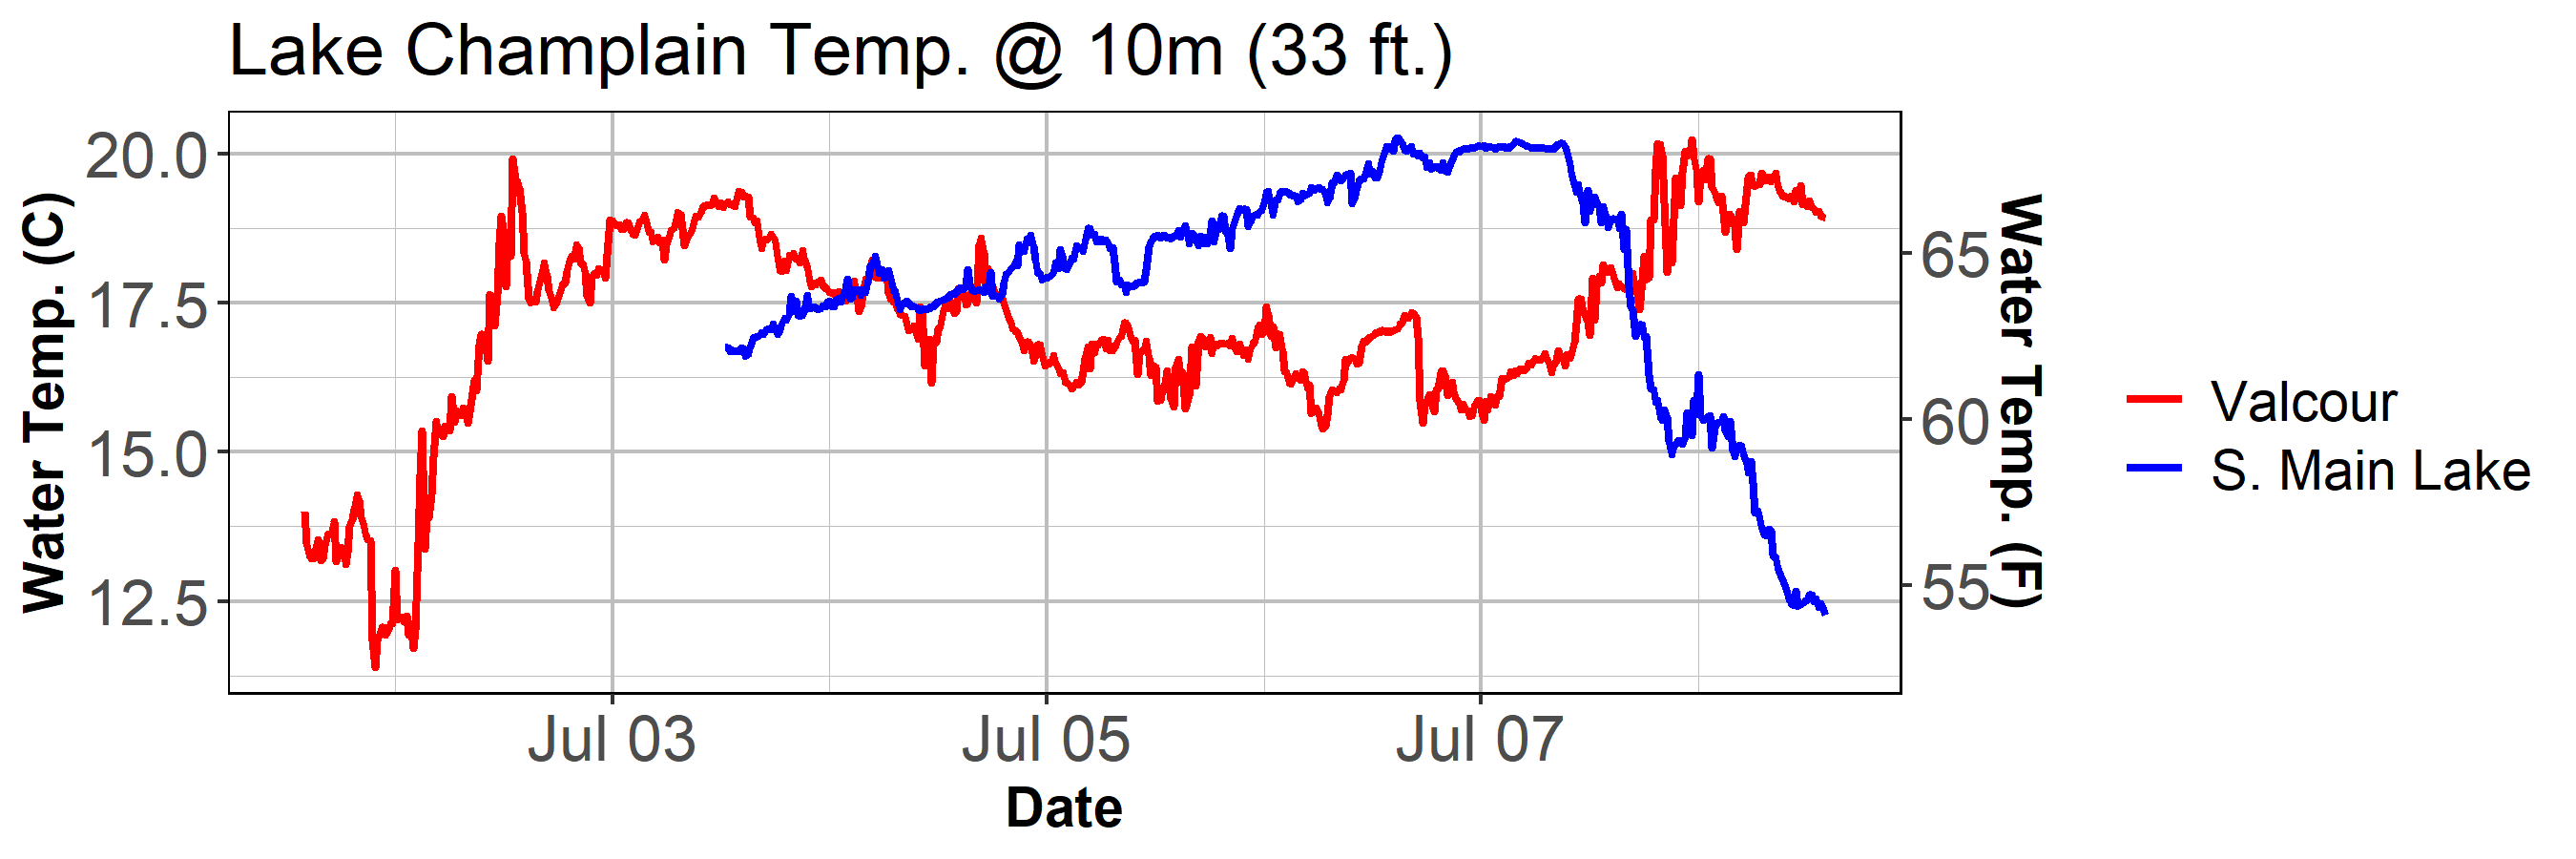 Lake Champlain Temp. @ 10m (33 ft.)
Water Temp. (C)
20.0
17.5
15.0
12.5
65
60
55
Water Temp. (F)
Jul 03
Jul 05
Jul 07
Date
Valcour
S. Main Lake